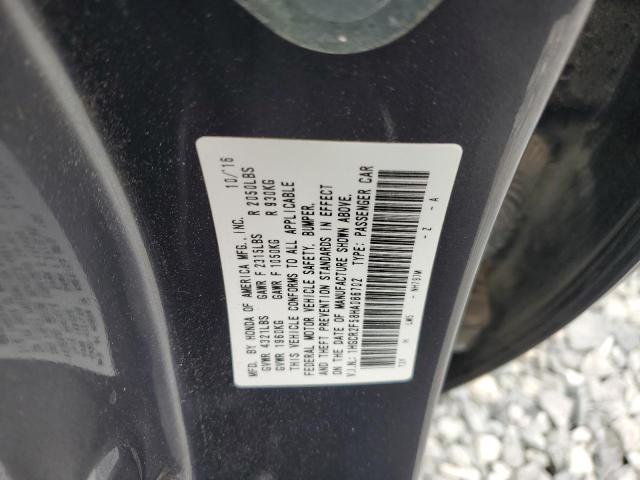 MFD. BY HONDA OF AMERICA MFG., INC. 10/16
GVWR 4321LBS GAWR F 2315LBS R 2050LBS
GVWR 1960KG GAWR F 1050KG R 930KG
THIS VEHICLE CONFORMS TO ALL APPLICABLE
FEDERAL MOTOR VEHICLE SAFETY, BUMPER,
AND THEFT PREVENTION STANDARDS IN EFFECT
ON THE DATE OF MANUFACTURE SHOWN ABOVE.
V.I.N.: 1HGCR2F59HA086702 TYPE: PASSENGER CAR
- Z - A